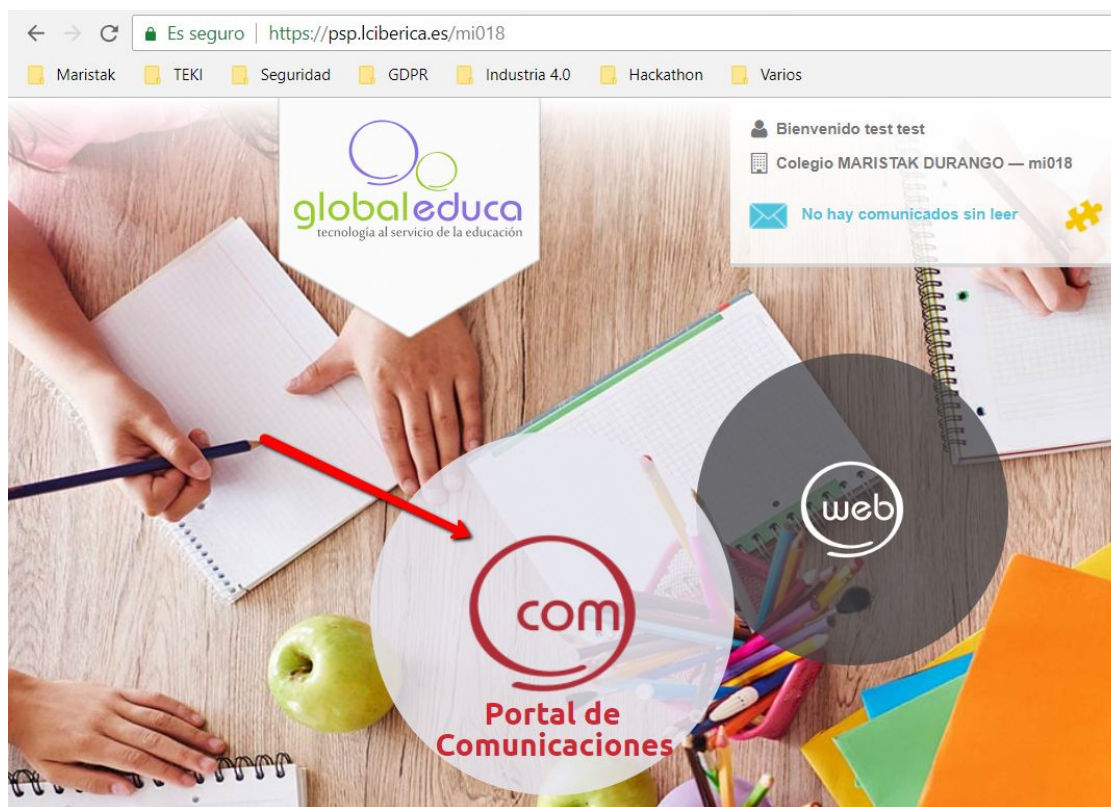 Es seguro | https://psp.lciberica.es/mi018
Maristak TEKI Seguridad GDPR Industria 4.0 Hackathon Varios
globaleduca
tecnología al servicio de la educación
Bienvenido test test
Colegio MARISTAK DURANGO — mi018
No hay comunicados sin leer
web
com
Portal de
Comunicaciones